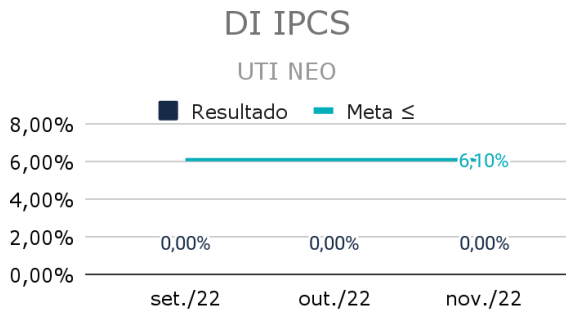 DI IPCS
UTI NEO
Resultado Meta ≤
8,00%
6,00% 6,10%
4,00%
2,00% 0,00% 0,00% 0,00%
0,00%
set./22 out./22 nov./22